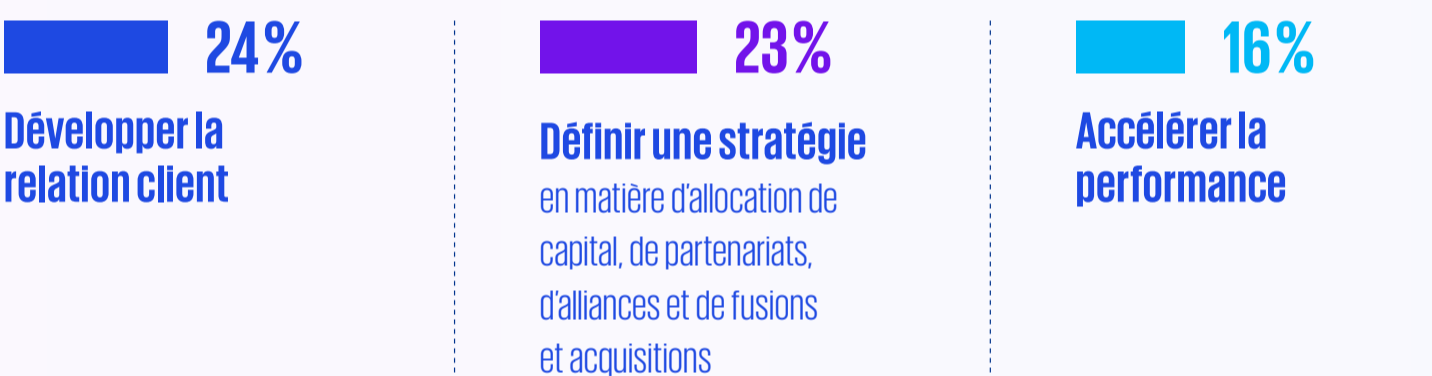 24%
Développer la
relation client
23%
Définir une stratégie
en matière d'allocation de
capital, de partenariats,
d'alliances et de fusions
et acquisitions
16%
Accélérer la
performance